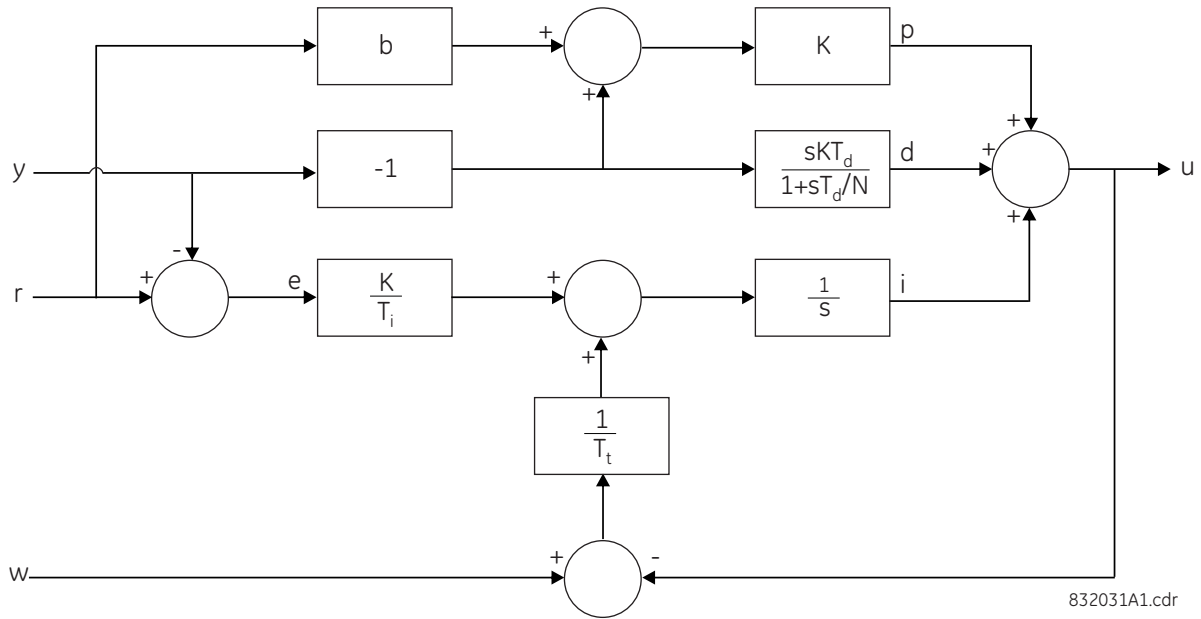 b
+
K
p
+
+
y
-1
sKT_d
1+sT_d/N
d
+
+
u
-
+
r
+
e
K
T_i
+
1
s
i
+
1
T_t
w
+
-
832031A1.cdr